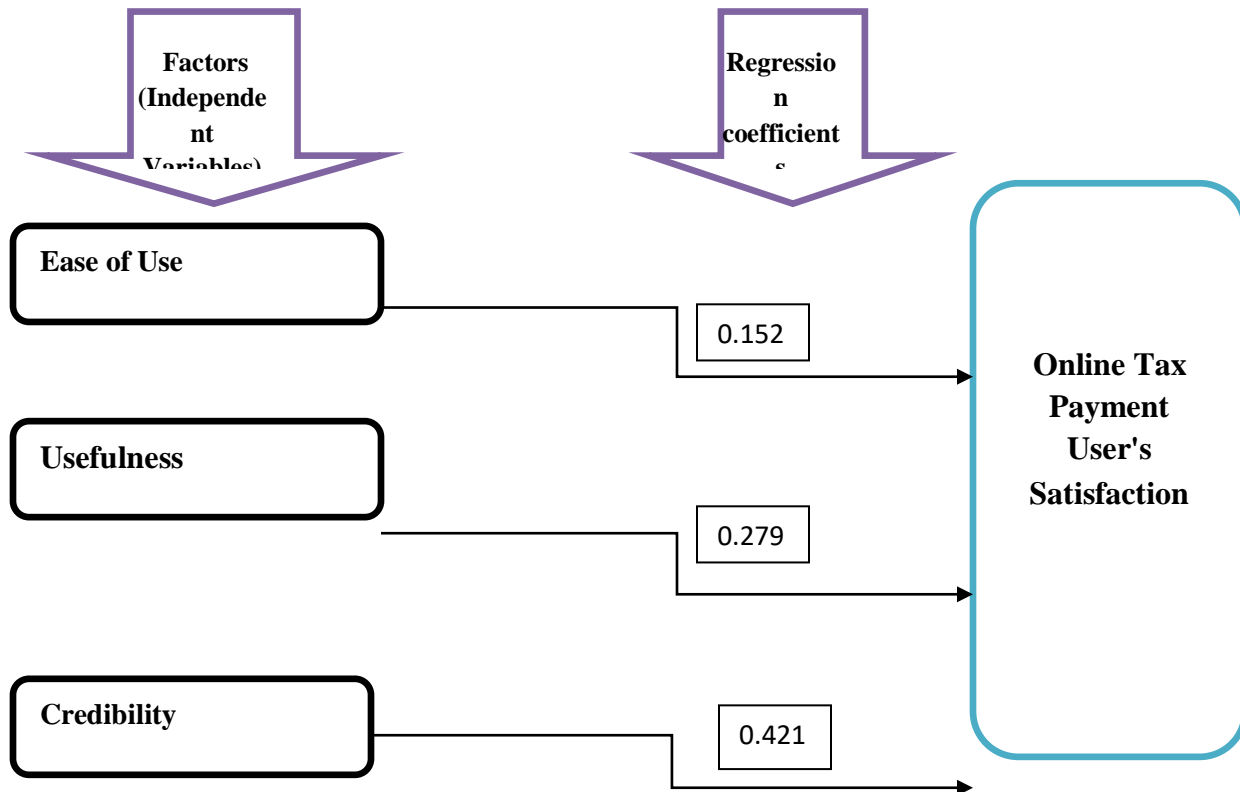 Factors
(Independe
nt
Variables)
Regressio
n
coefficient
s
Ease of Use
0.152
Online Tax
Payment
User's
Satisfaction
Usefulness
0.279
Credibility
0.421